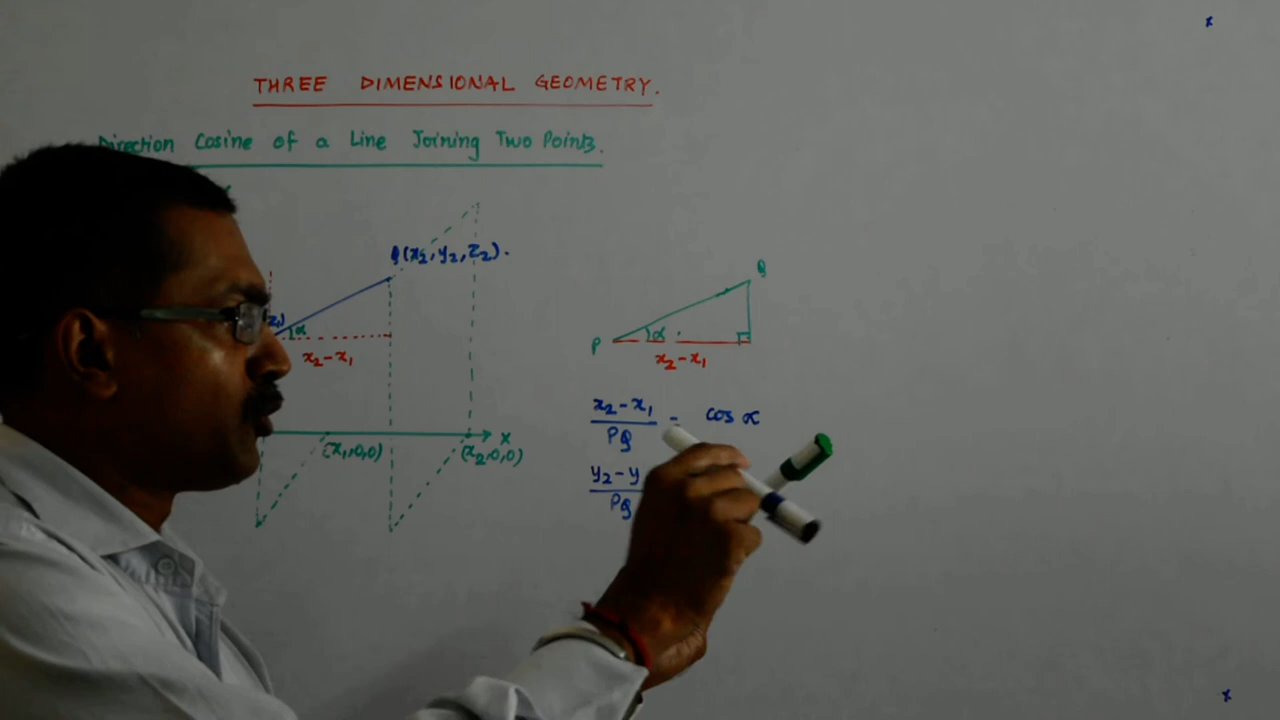 THREE DIMENSIONAL GEOMETRY.
Direction Cosine of a Line Joining Two Points.
Q(x₂, y₂, z₂).
z₁)
α
x₂-x₁
X
(x₁,0,0)
(x₂,0,0)
Q
P
α
x₂-x₁
x₂-x₁ / PQ = cos α
y₂-y / PQ